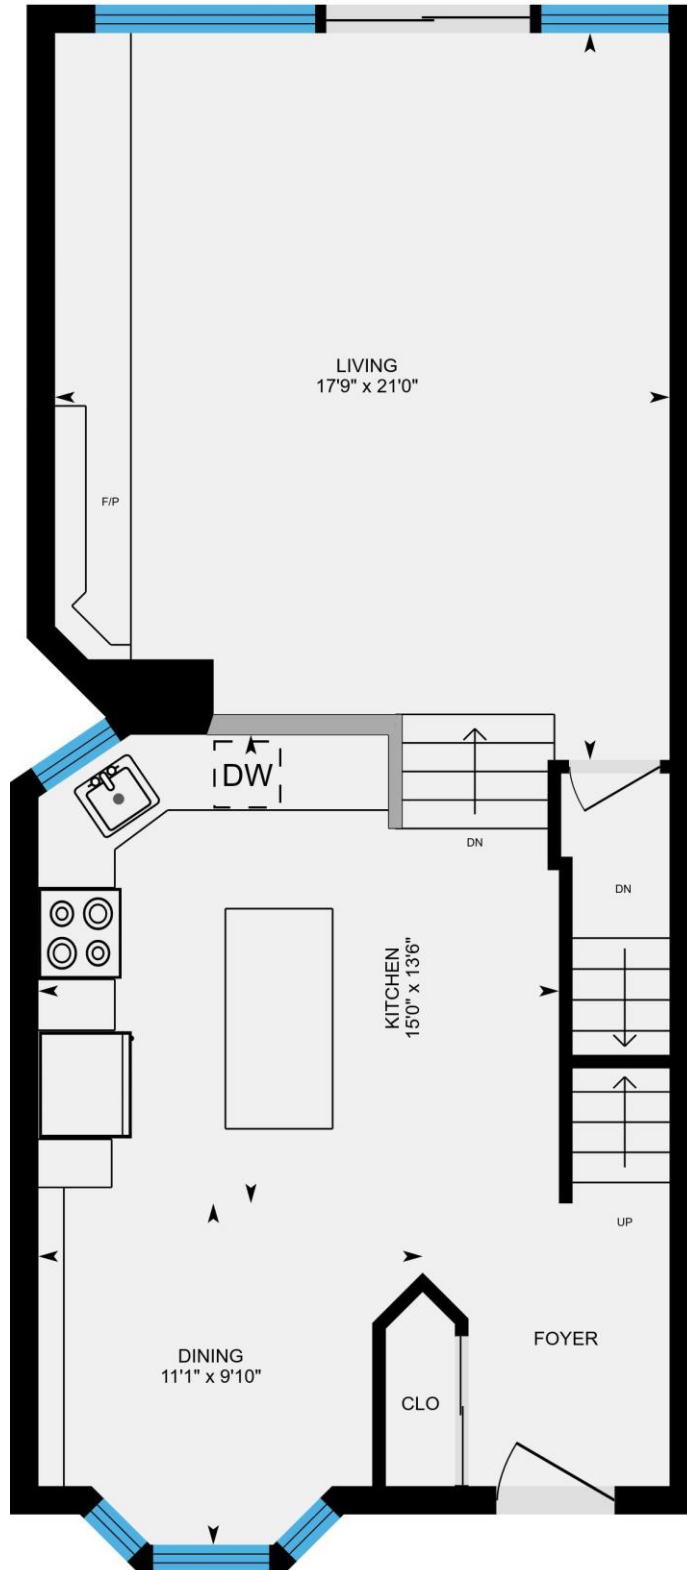 LIVING
17'9" x 21'0"
F/P
DW
DN
DN
KITCHEN
15'0" x 13'6"
UP
FOYER
DINING
11'1" x 9'10"
CLO